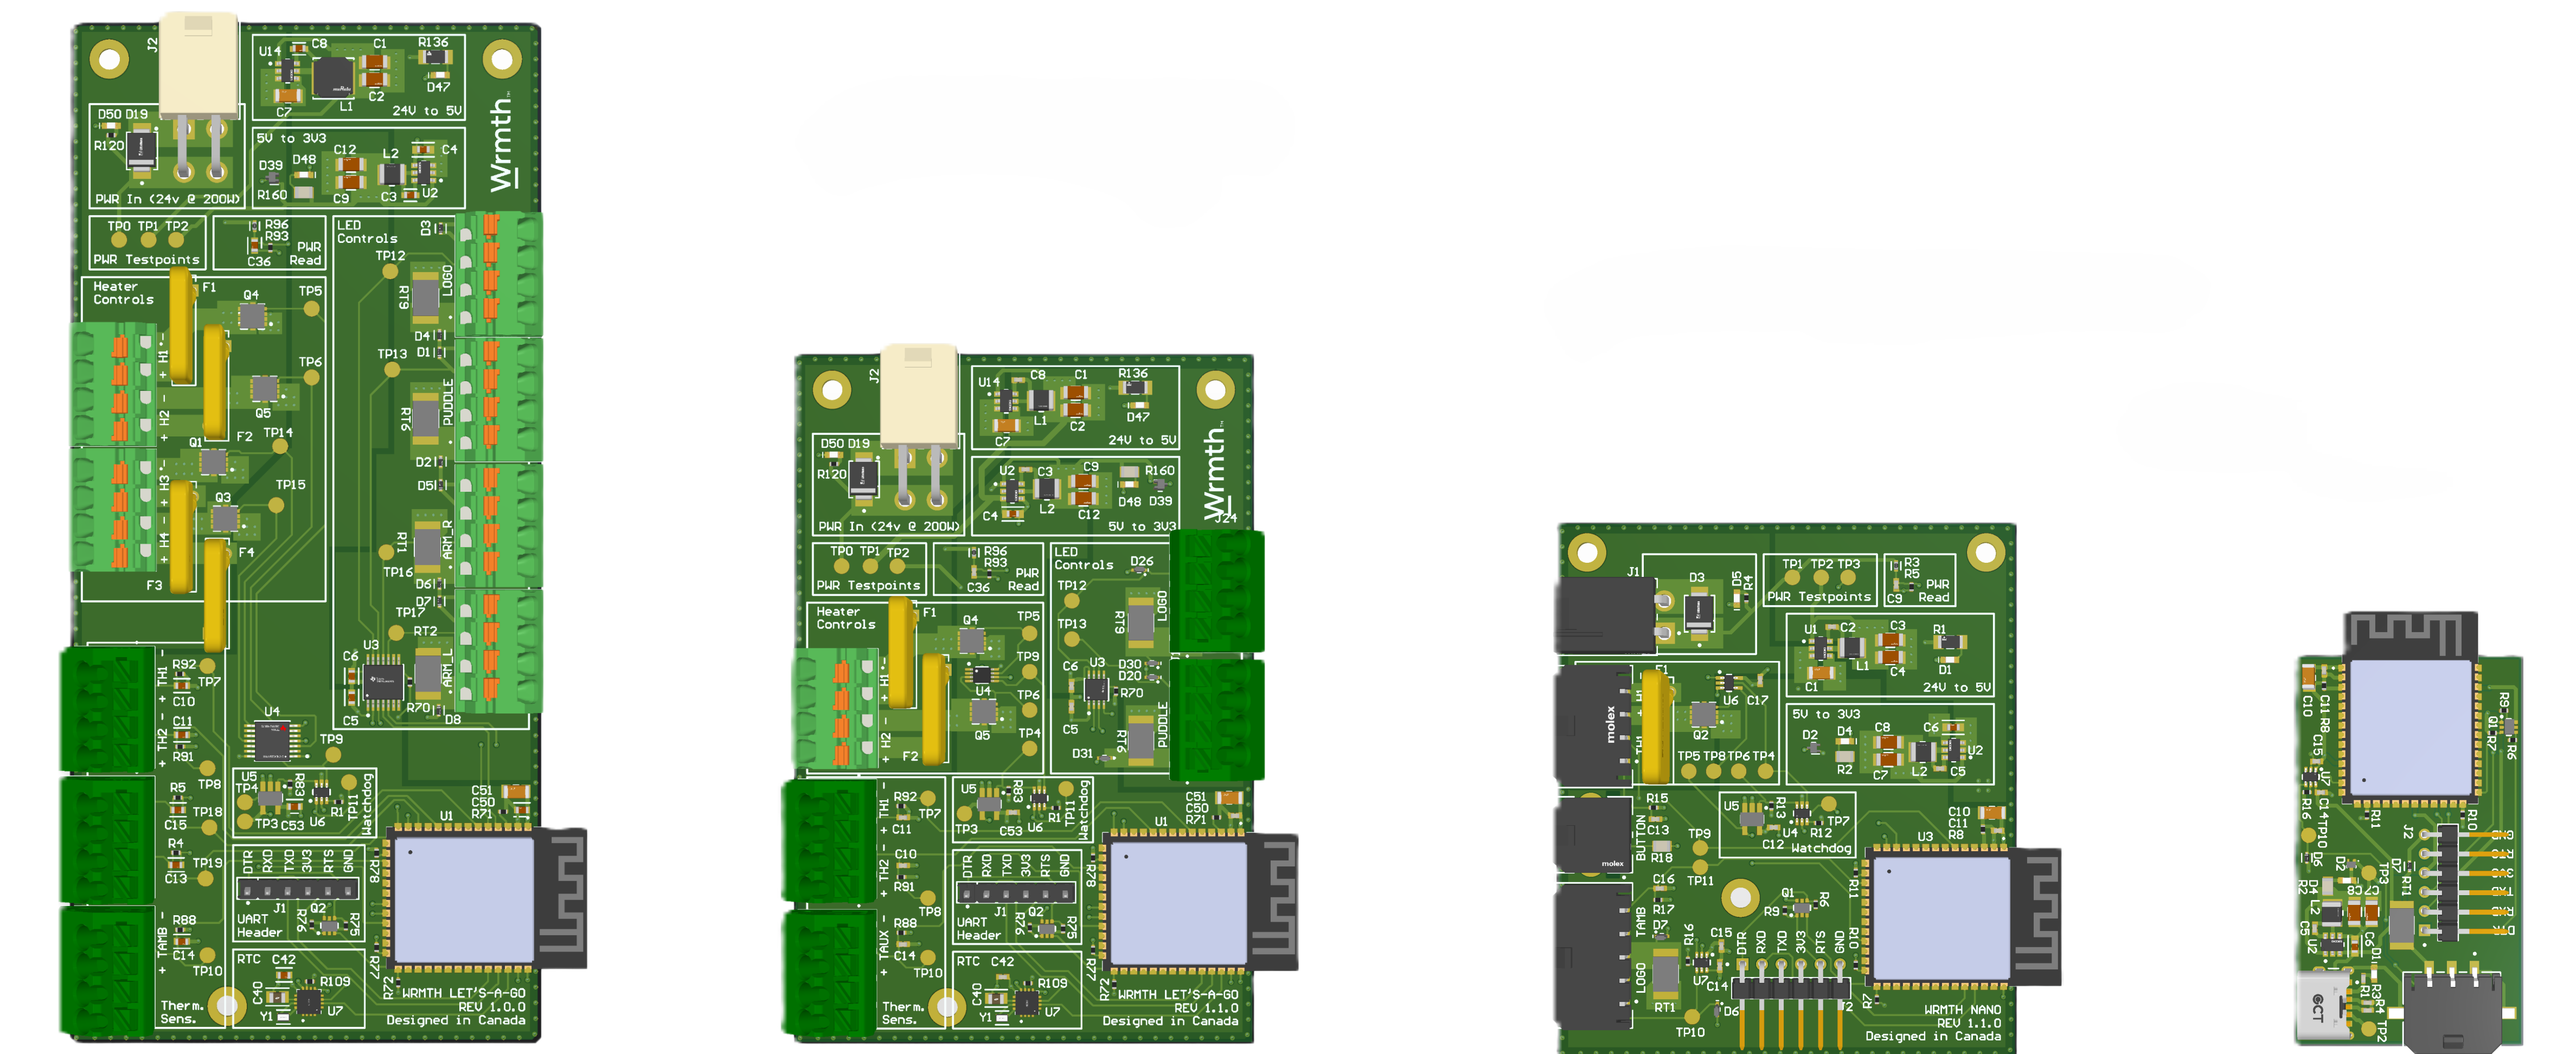 J2
U14
C8
C1
R136
C7
L1
C2
D47
24V to 5V
Wrmth™
D50 D19
R120
PWR In (24v @ 200W)
5V to 3V3
D39
D48
C12
L2
C4
R160
C9
C3
U2
TP0 TP1 TP2
PWR Testpoints
R96
R93
C36
PWR
Read
LED
Controls
D3
TP12
LOGO
RT9
D4
D1
TP13
PUDDLE
RT6
D2
D5
ARM_R
RT1
TP16
D6
D7
TP17
RT2
ARM_L
U3
C6
C5
R70
D8
Heater
Controls
F1
Q4
TP5
- H1 +
TP6
Q5
- H2 +
Q1
F2
TP14
- H3 +
Q3
TP15
- H4 +
F4
F3
- TH1 +
R92
TP7
C10
- TH2 +
C11
R91
TP8
U4
TP9
R5
TP18
C15
R4
TP19
C13
- TAMB +
R88
C14
TP10
Therm.
Sens.
U5
TP4
R83
TP3
C53
U6
R1
TP11
Watchdog
DTR
RXD
TXD
3V3
RTS
GND
J1
Q2
UART
Header
R76
R75
R78
R77
R72
C51
C50
R71
U1
RTC
C42
R109
C40
Y1
U7
WRMTH LET'S-A-GO
REV 1.0.0
Designed in Canada
J2
U14
C8
C1
R136
C7
L1
C2
D47
24V to 5V
Wrmth™
D50 D19
R120
PWR In (24v @ 200W)
U2
C3
C9
R160
C4
L2
C12
D48
D39
5V to 3V3
J24
TP0 TP1 TP2
PWR Testpoints
R96
R93
C36
PWR
Read
LED
Controls
D26
TP12
TP13
LOGO
RT9
C6
U3
D30
D20
R70
C5
D31
RT6
PUDDLE
Heater
Controls
F1
Q4
TP5
TP9
U4
TP6
Q5
TP4
- H1 +
- H2 +
F2
- TH1 +
R92
TP7
C11
- TH2 +
C10
R91
TP8
- TAUX +
R88
C14
TP10
Therm.
Sens.
U5
TP3
R83
C53
U6
R1
TP11
Watchdog
DTR
RXD
TXD
3V3
RTS
GND
J1
Q2
UART
Header
R76
R75
R78
R77
R72
C51
C50
R71
U1
RTC
C42
R109
C40
Y1
U7
WRMTH LET'S-A-GO
REV 1.1.0
Designed in Canada
J1
D3
D5
R4
TP1 TP2 TP3
PWR Testpoints
R3
R5
C9
PWR
Read
U1
C2
C3
R1
L1
C4
D1
C1
24V to 5V
molex
U6
C17
Q2
TP5 TP8 TP6 TP4
5V to 3V3
D2
D4
C8
C6
U2
R2
C7
L2
C5
BUTTON
molex
R15
C13
R18
TP9
TP11
U5
R13
U4
TP7
R12
C12
Watchdog
C10
C11
R8
U3
R11
R10
TAMB
C16
R17
D7
R16
C15
Q1
R9
R6
DTR
RXD
TXD
3V3
RTS
GND
LOGO
U7
C14
RT1
D6
TP10
R7
WRMTH NANO
REV 1.1.0
Designed in Canada
C10
C11
R8
C15
U7
R16
C14
TP10
D6
R2
D4
L2
C5
U2
R11
R10
J2
R9
Q1
R7
R6
D2
TP3
D7
RT1
C6
D1
R3
R4
R1
TP2
GCT